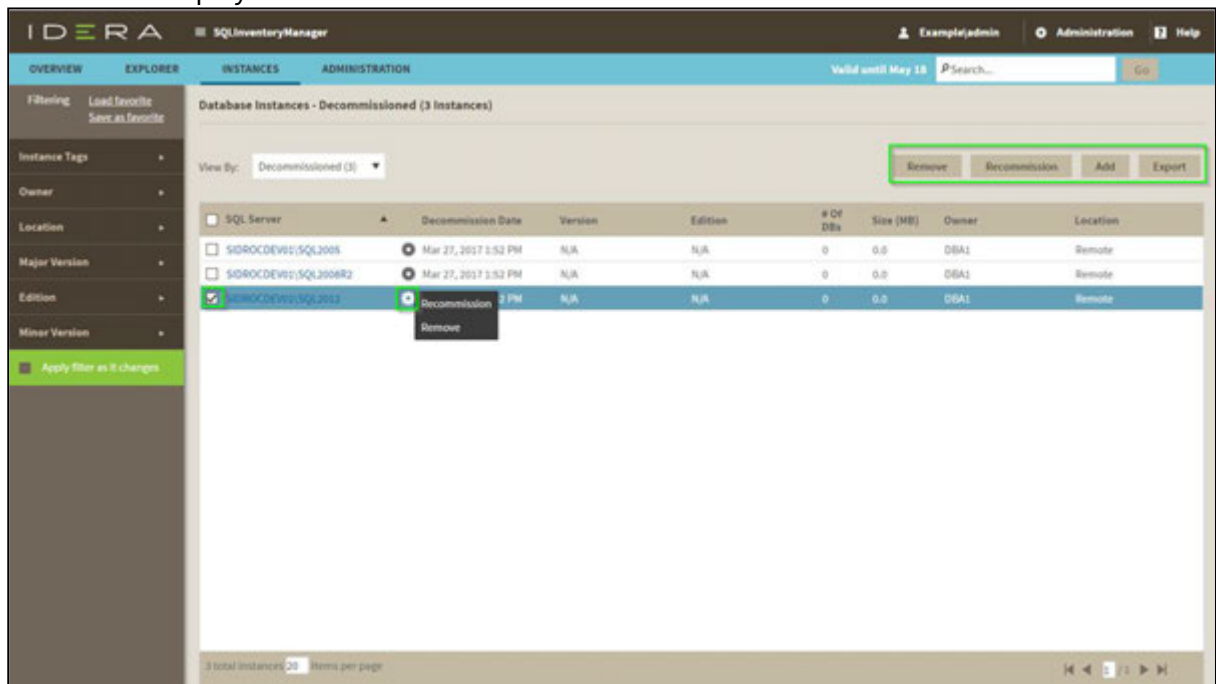 IDERA
SQLInventoryManager
Example\admin
Administration
Help
OVERVIEW
EXPLORER
INSTANCES
ADMINISTRATION
Valid until May 18
Search...
Go
Filtering
Load favorite
Save as favorite
Database Instances - Decommissioned (3 Instances)
Instance Tags
Owner
Location
Major Version
Edition
Minor Version
Apply filter as it changes
View By:
Decommissioned (3)
Remove
Recommission
Add
Export
SQL Server Decommission Date Version Edition # Of DBs Size (MB) Owner Location
SIDROCDEV01\SQL2005 Mar 27, 2017 1:52 PM N/A N/A 0 0.0 DBA1 Remote
SIDROCDEV01\SQL2008R2 Mar 27, 2017 1:52 PM N/A N/A 0 0.0 DBA1 Remote
SIDROCDEV01\SQL2012 2 PM N/A N/A 0 0.0 DBA1 Remote
Recommission
Remove
3 total instances 20 items per page
1 / 1